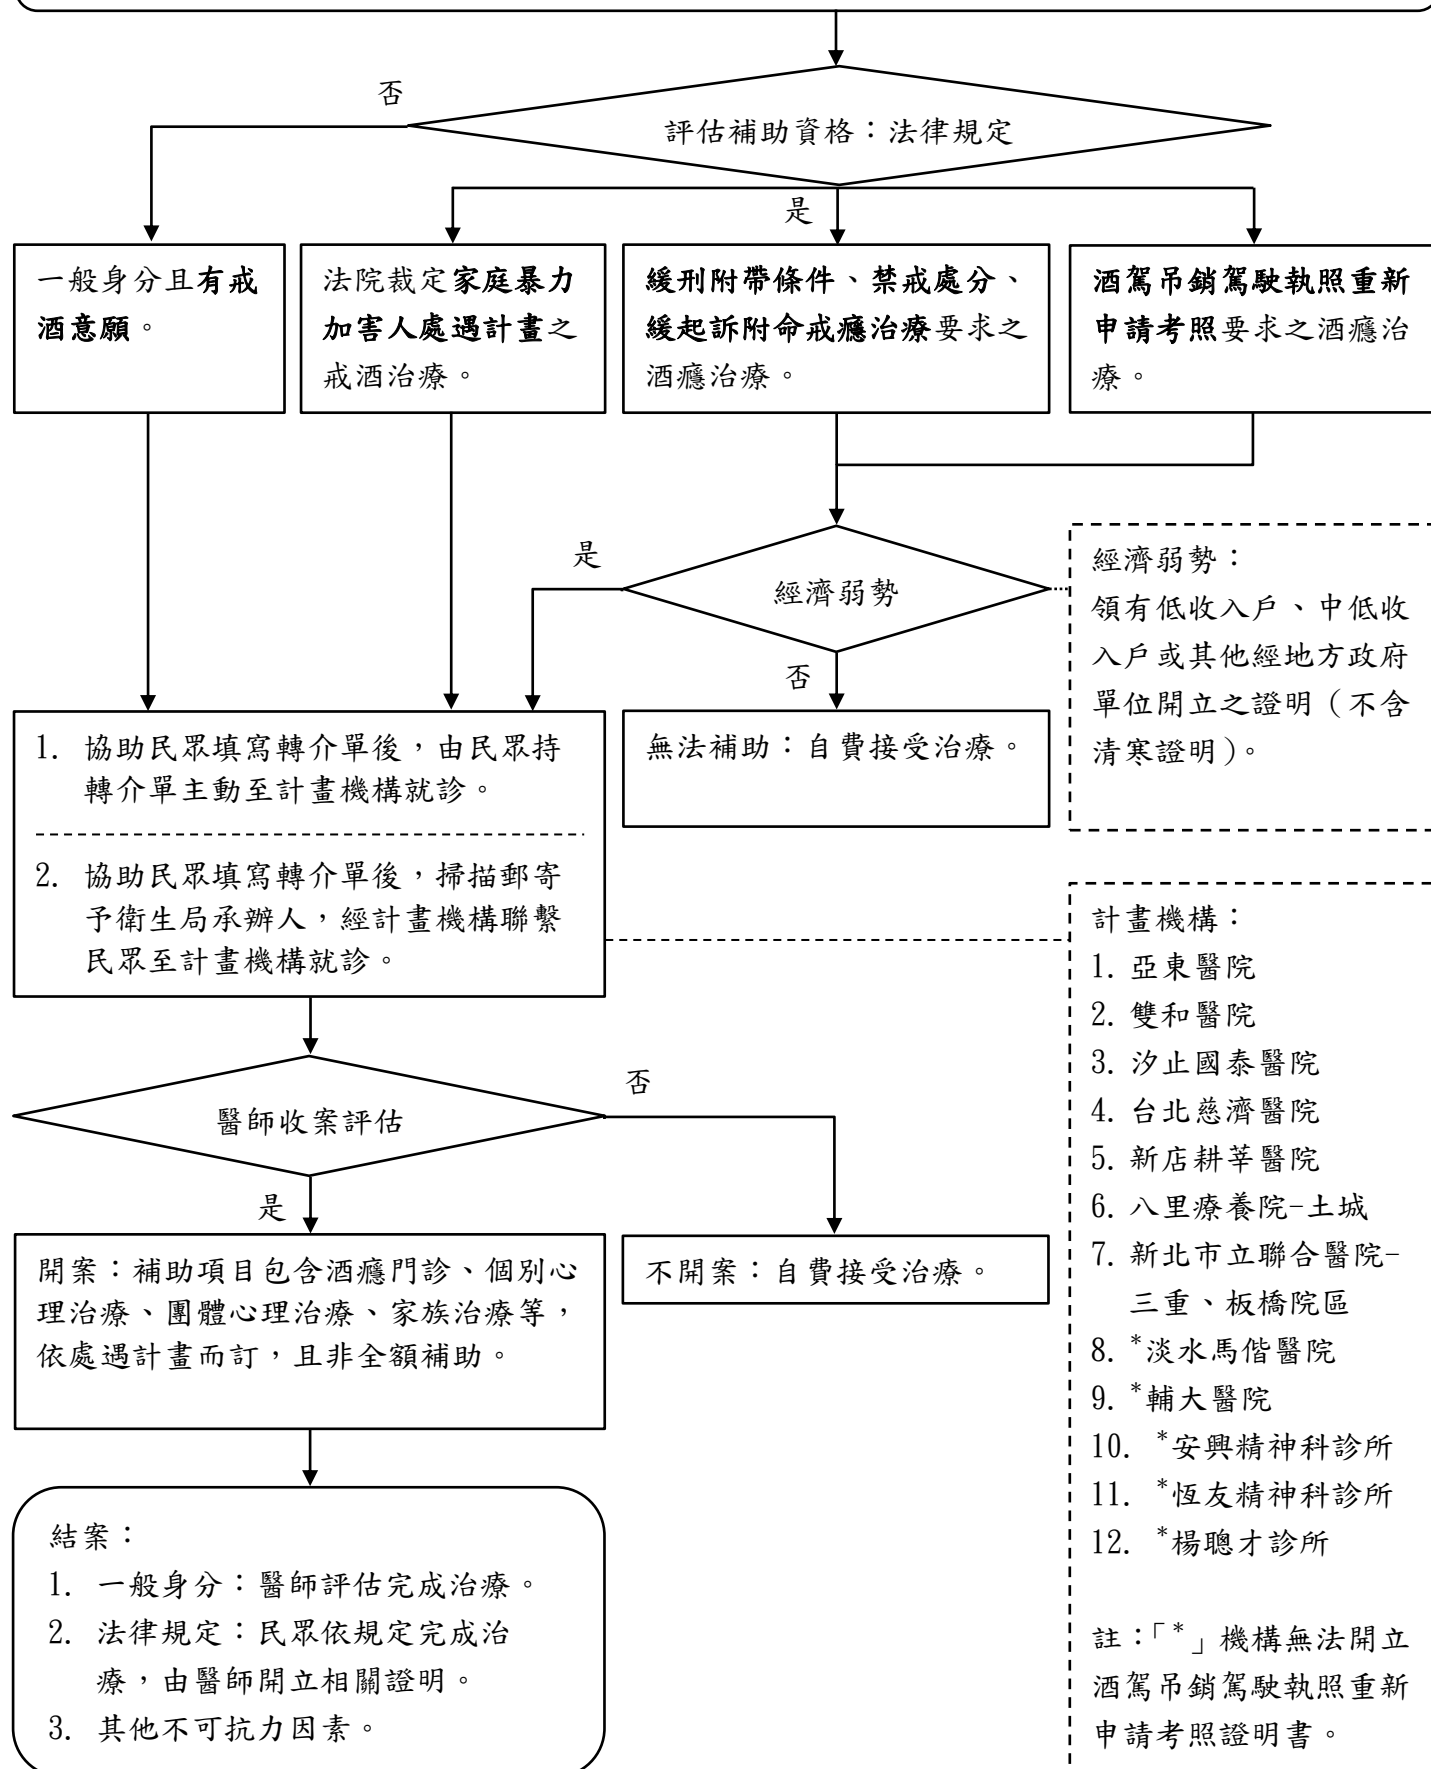 否
評估補助資格：法律規定
是
一般身分且有戒
酒意願。
法院裁定家庭暴力
加害人處遇計畫之
戒酒治療。
緩刑附帶條件、禁戒處分、
緩起訴附命戒癮治療要求之
酒癮治療。
酒駕吊銷駕駛執照重新
申請考照要求之酒癮治
療。
是
經濟弱勢
否
經濟弱勢：
領有低收入戶、中低收
入戶或其他經地方政府
單位開立之證明（不含
清寒證明）。
1. 協助民眾填寫轉介單後，由民眾持
轉介單主動至計畫機構就診。
2. 協助民眾填寫轉介單後，掃描郵寄
予衛生局承辦人，經計畫機構聯繫
民眾至計畫機構就診。
無法補助：自費接受治療。
計畫機構：
1. 亞東醫院
2. 雙和醫院
3. 汐止國泰醫院
4. 台北慈濟醫院
5. 新店耕莘醫院
6. 八里療養院-土城
7. 新北市立聯合醫院-
三重、板橋院區
8. *淡水馬偕醫院
9. *輔大醫院
10. *安興精神科診所
11. *恆友精神科診所
12. *楊聰才診所
註：「*」機構無法開立
酒駕吊銷駕駛執照重新
申請考照證明書。
醫師收案評估
否
是
開案：補助項目包含酒癮門診、個別心
理治療、團體心理治療、家族治療等，
依處遇計畫而訂，且非全額補助。
不開案：自費接受治療。
結案：
1. 一般身分：醫師評估完成治療。
2. 法律規定：民眾依規定完成治
療，由醫師開立相關證明。
3. 其他不可抗力因素。